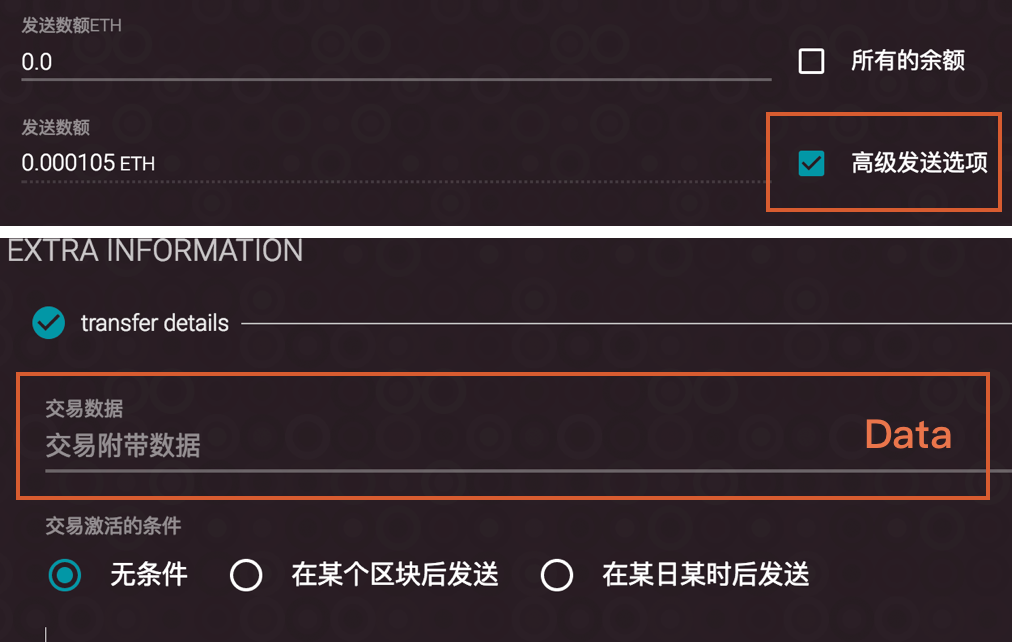 发送数额ETH
0.0
所有的余额
发送数额
0.000105 ETH
高级发送选项
EXTRA INFORMATION
transfer details
交易数据
交易附带数据
Data
交易激活的条件
无条件 在某个区块后发送 在某日某时后发送